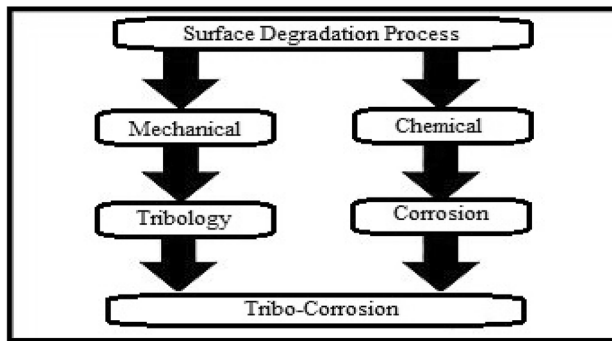 Surface Degradation Process
Mechanical
Chemical
Tribology
Corrosion
Tribo-Corrosion